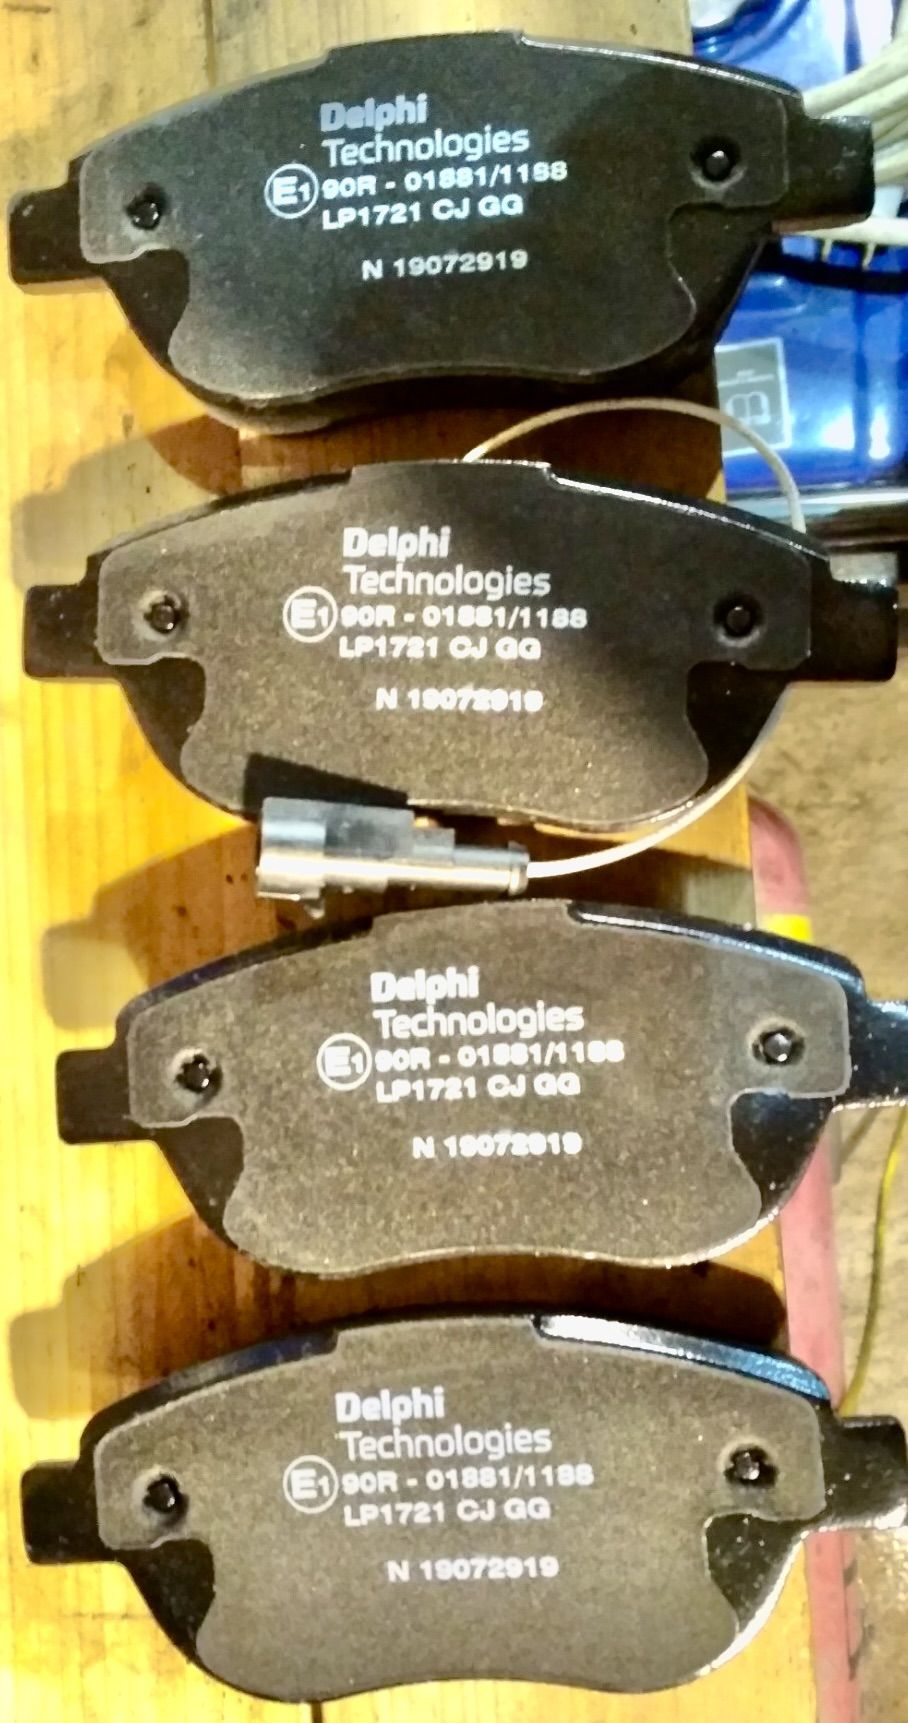 Delphi
Technologies
E1 90R - 01881/1188
LP1721 CJ GG
N 19072919
Delphi
Technologies
E1 90R - 01881/1188
LP1721 CJ GG
N 19072919
Delphi
Technologies
E1 90R - 01881/1188
LP1721 CJ GG
N 19072919
Delphi
Technologies
E1 90R - 01881/1188
LP1721 CJ GG
N 19072919